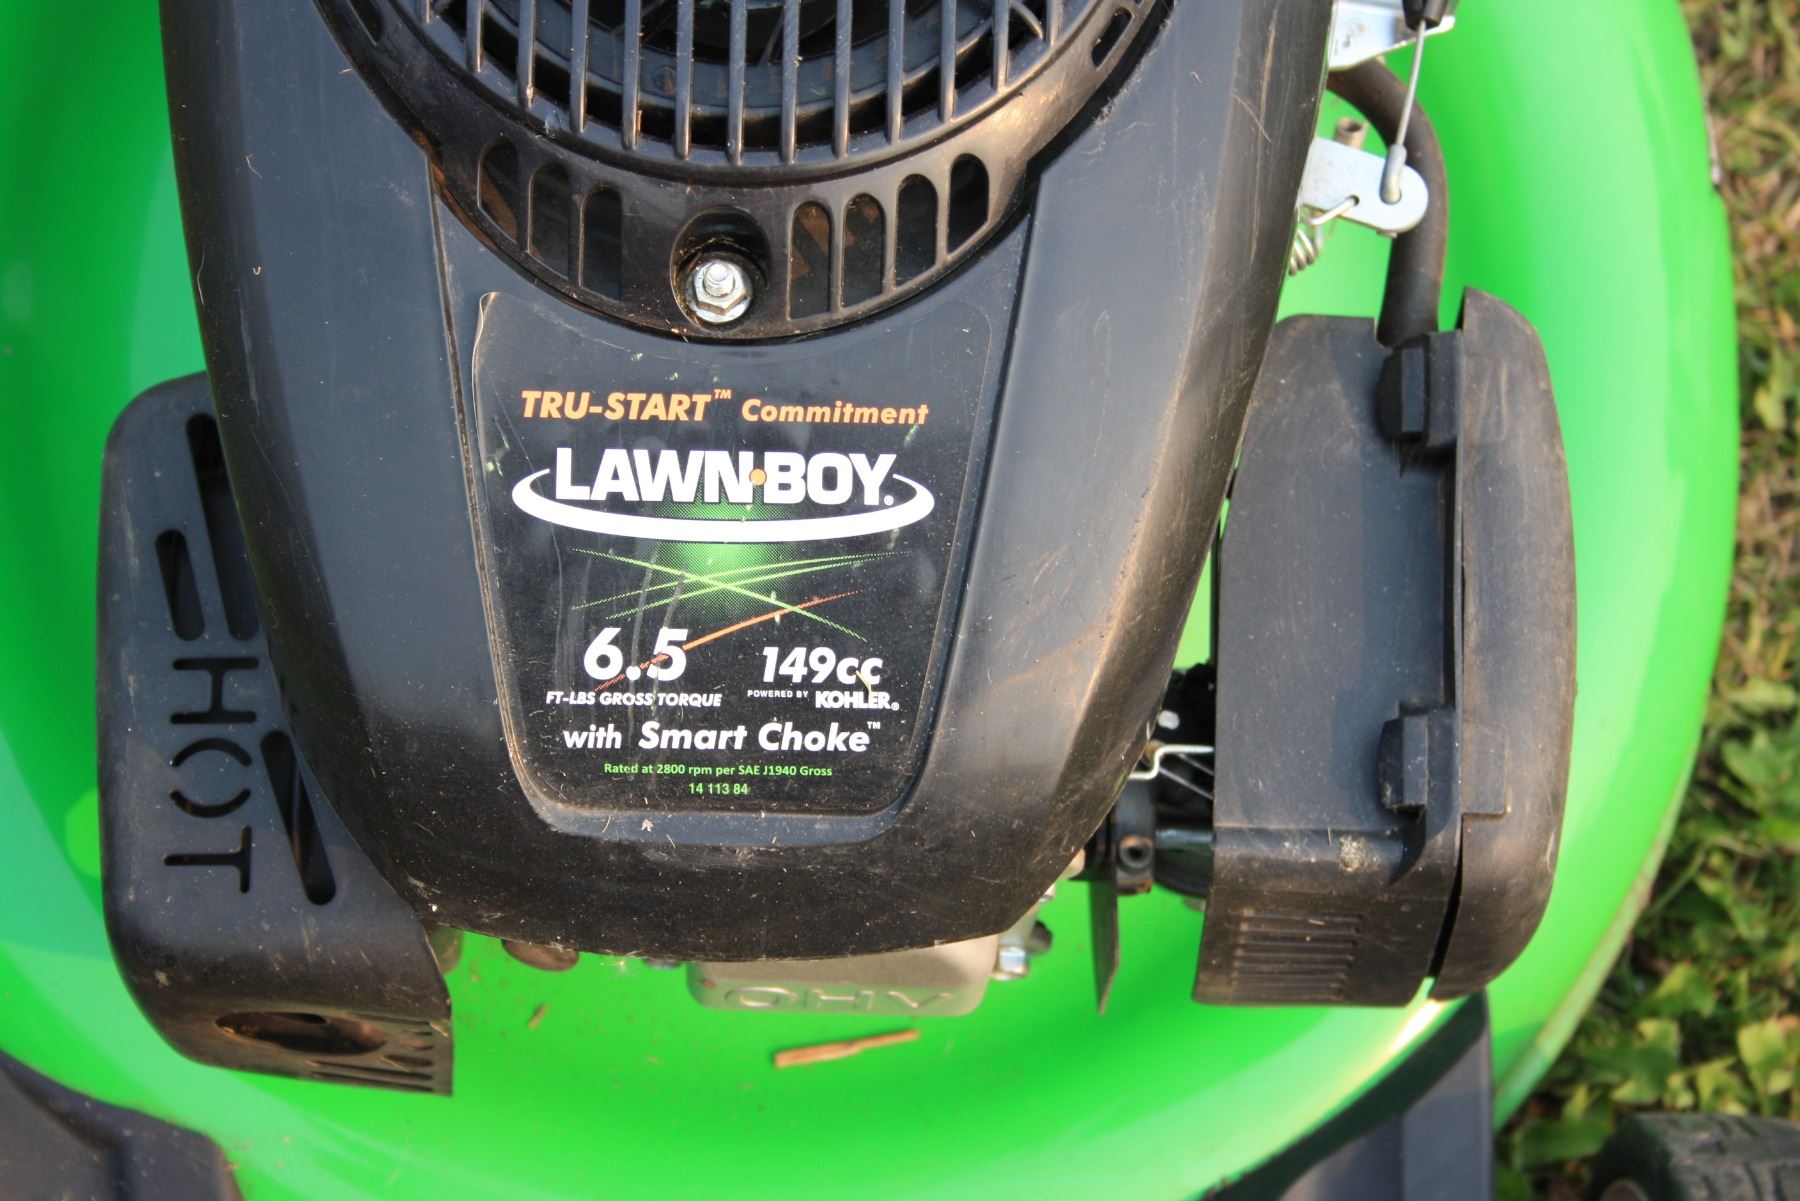 TRU-START™ Commitment
LAWN·BOY®
6.5
FT-LBS GROSS TORQUE
149cc
POWERED BY KOHLER®
with Smart Choke™
Rated at 2800 rpm per SAE J1940 Gross
14 113 84
HOT
OHV